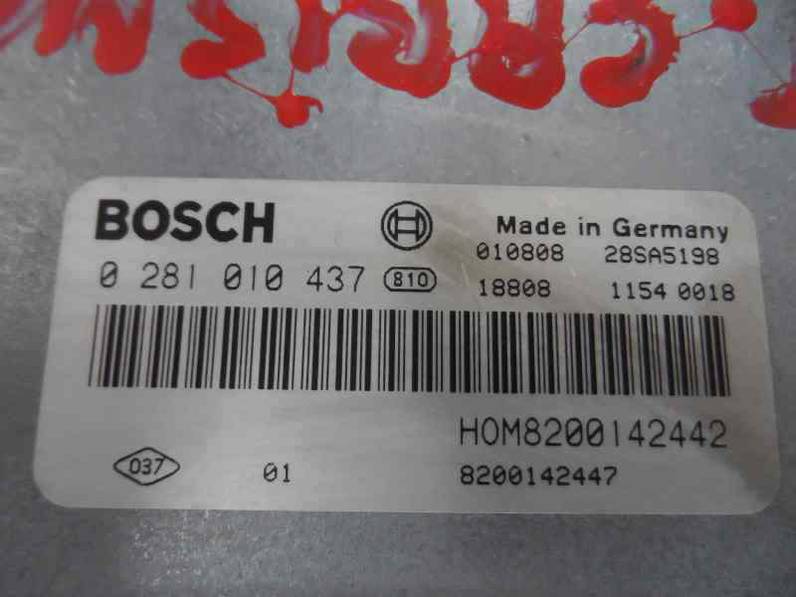 BOSCH
Made in Germany
010808 28SA5198
0 281 010 437 810
18808 1154 0018
HOM8200142442
037 01 8200142447